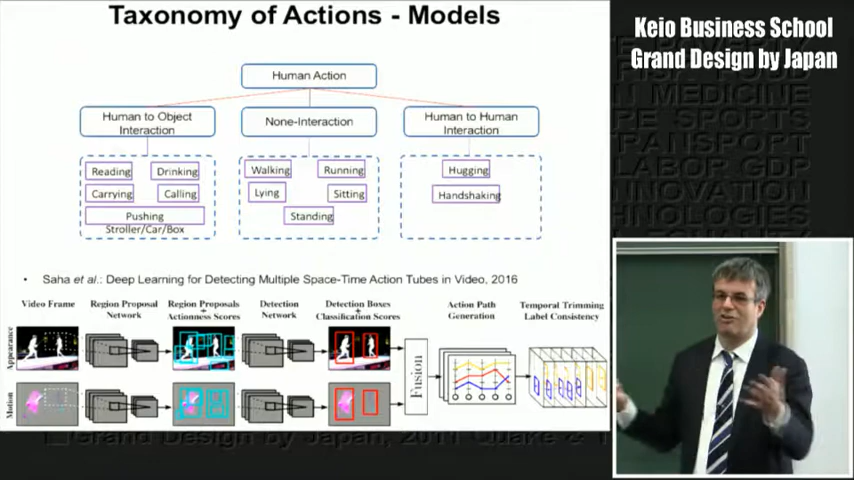 Taxonomy of Actions - Models
Human Action
Human to Object
Interaction
None-Interaction
Human to Human
Interaction
Reading
Drinking
Carrying
Calling
Pushing
Stroller/Car/Box
Walking
Running
Lying
Sitting
Standing
Hugging
Handshaking
• Saha et al.: Deep Learning for Detecting Multiple Space-Time Action Tubes in Video, 2016
Video Frame
Region Proposal
Network
Region Proposals
+
Actionness Scores
Detection
Network
Detection Boxes
+
Classification Scores
Action Path
Generation
Temporal Trimming
Label Consistency
Appearance
Motion
Fusion
Keio Business School
Grand Design by Japan
MEDICINE
SPORTS
TRANSPORT
LABOR GDP
NNOVATION
HNOLOGIES
Grand Design by Japan, 2011 Quake &